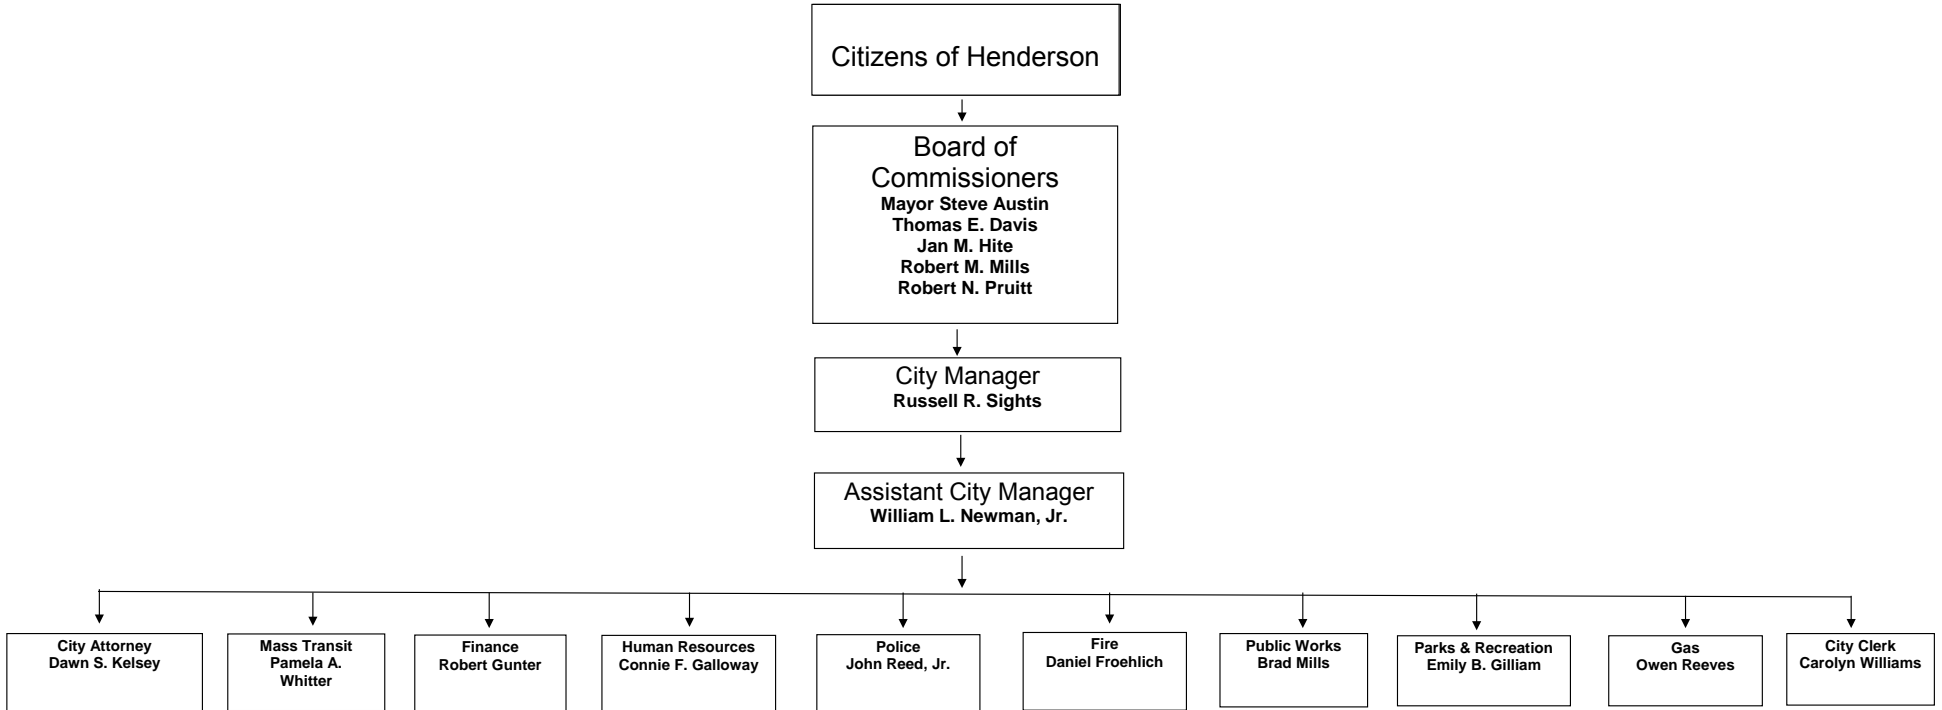 Citizens of Henderson
Board of
Commissioners
Mayor Steve Austin
Thomas E. Davis
Jan M. Hite
Robert M. Mills
Robert N. Pruitt
City Manager
Russell R. Sights
Assistant City Manager
William L. Newman, Jr.
City Attorney
Dawn S. Kelsey
Mass Transit
Pamela A.
Whitter
Finance
Robert Gunter
Human Resources
Connie F. Galloway
Police
John Reed, Jr.
Fire
Daniel Froehlich
Public Works
Brad Mills
Parks & Recreation
Emily B. Gilliam
Gas
Owen Reeves
City Clerk
Carolyn Williams